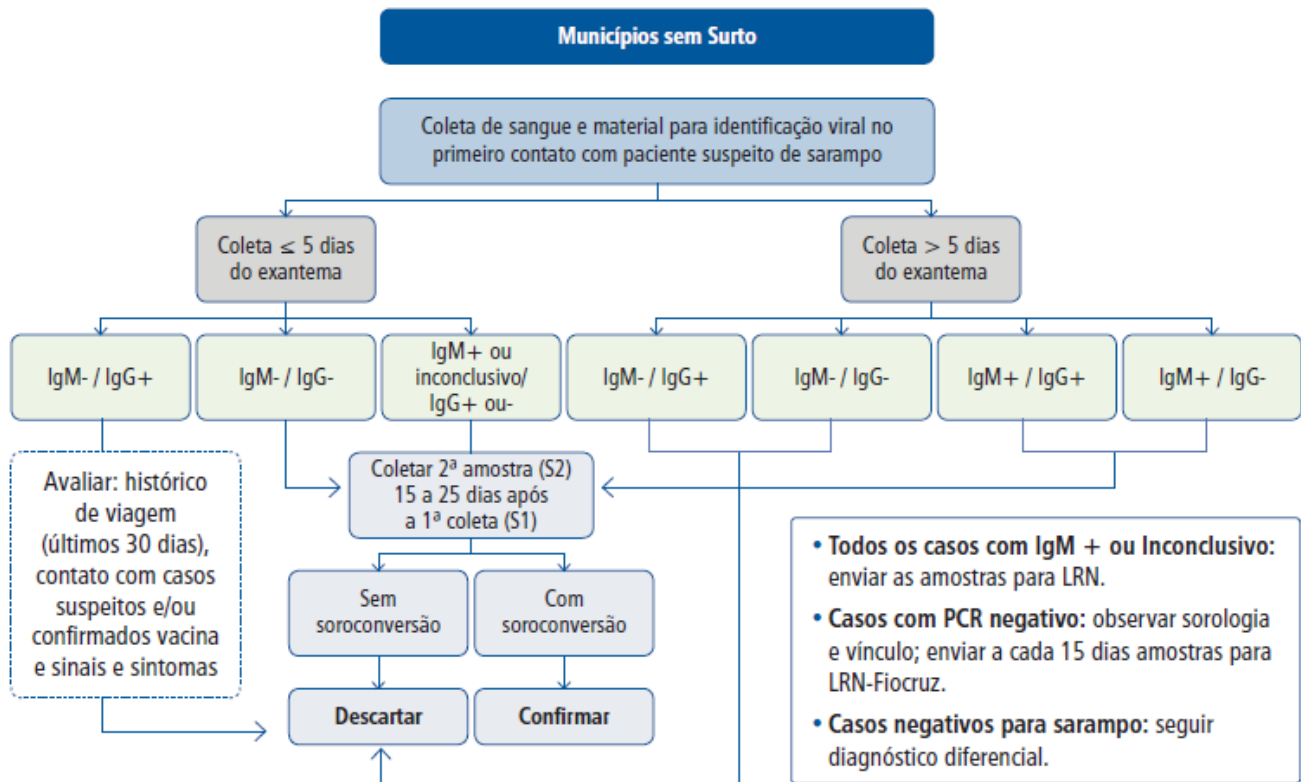 Municípios sem Surto
Coleta de sangue e material para identificação viral no
primeiro contato com paciente suspeito de sarampo
Coleta ≤ 5 dias
do exantema
Coleta > 5 dias
do exantema
IgM- / IgG+
IgM- / IgG-
IgM+ ou
inconclusivo/
IgG+ ou-
IgM- / IgG+
IgM- / IgG-
IgM+ / IgG+
IgM+ / IgG-
Avaliar: histórico
de viagem
(últimos 30 dias),
contato com casos
suspeitos e/ou
confirmados vacina
e sinais e sintomas
Coletar 2ª amostra (S2)
15 a 25 dias após
a 1ª coleta (S1)
Sem
soroconversão
Com
soroconversão
Descartar
Confirmar
• Todos os casos com IgM + ou Inconclusivo:
enviar as amostras para LRN.
• Casos com PCR negativo: observar sorologia
e vínculo; enviar a cada 15 dias amostras para
LRN-Fiocruz.
• Casos negativos para sarampo: seguir
diagnóstico diferencial.